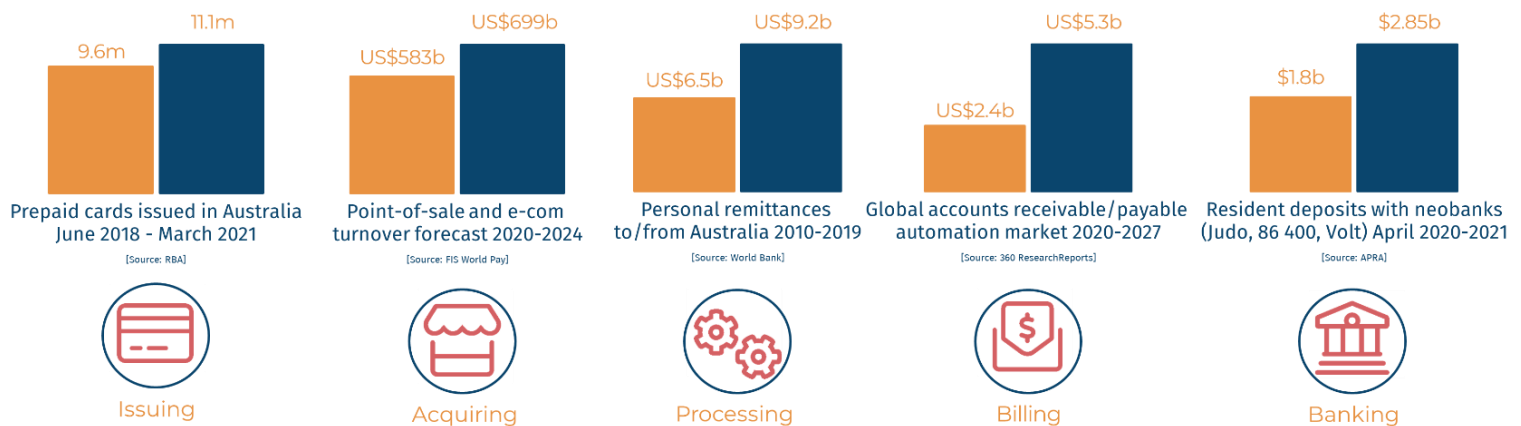 9.6m
11.1m
Prepaid cards issued in Australia
June 2018 - March 2021
[Source: RBA]
Issuing
US$583b
US$699b
Point-of-sale and e-com
turnover forecast 2020-2024
[Source: FIS World Pay]
Acquiring
US$6.5b
US$9.2b
Personal remittances
to/from Australia 2010-2019
[Source: World Bank]
Processing
US$2.4b
US$5.3b
Global accounts receivable/payable
automation market 2020-2027
[Source: 360 ResearchReports]
$
Billing
$1.8b
$2.85b
Resident deposits with neobanks
(Judo, 86 400, Volt) April 2020-2021
[Source: APRA]
Banking